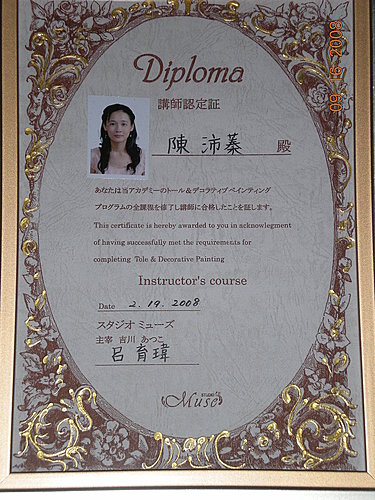 Diploma
講師認定証
陳 沛蓁 殿
あなたは当アカデミーのトール&デコラティブペインティング
プログラムの全課程を修了し講師に合格したことを証します。
This certificate is hereby awarded to you in acknowlegment
of having successfully met the requirements for
completing Tole & Decorative Painting
Instructor's course
Date 2. 19. 2008
スタジオ ミューズ
主宰 吉川 あつこ
呂育瑋
STUDIO
Muse